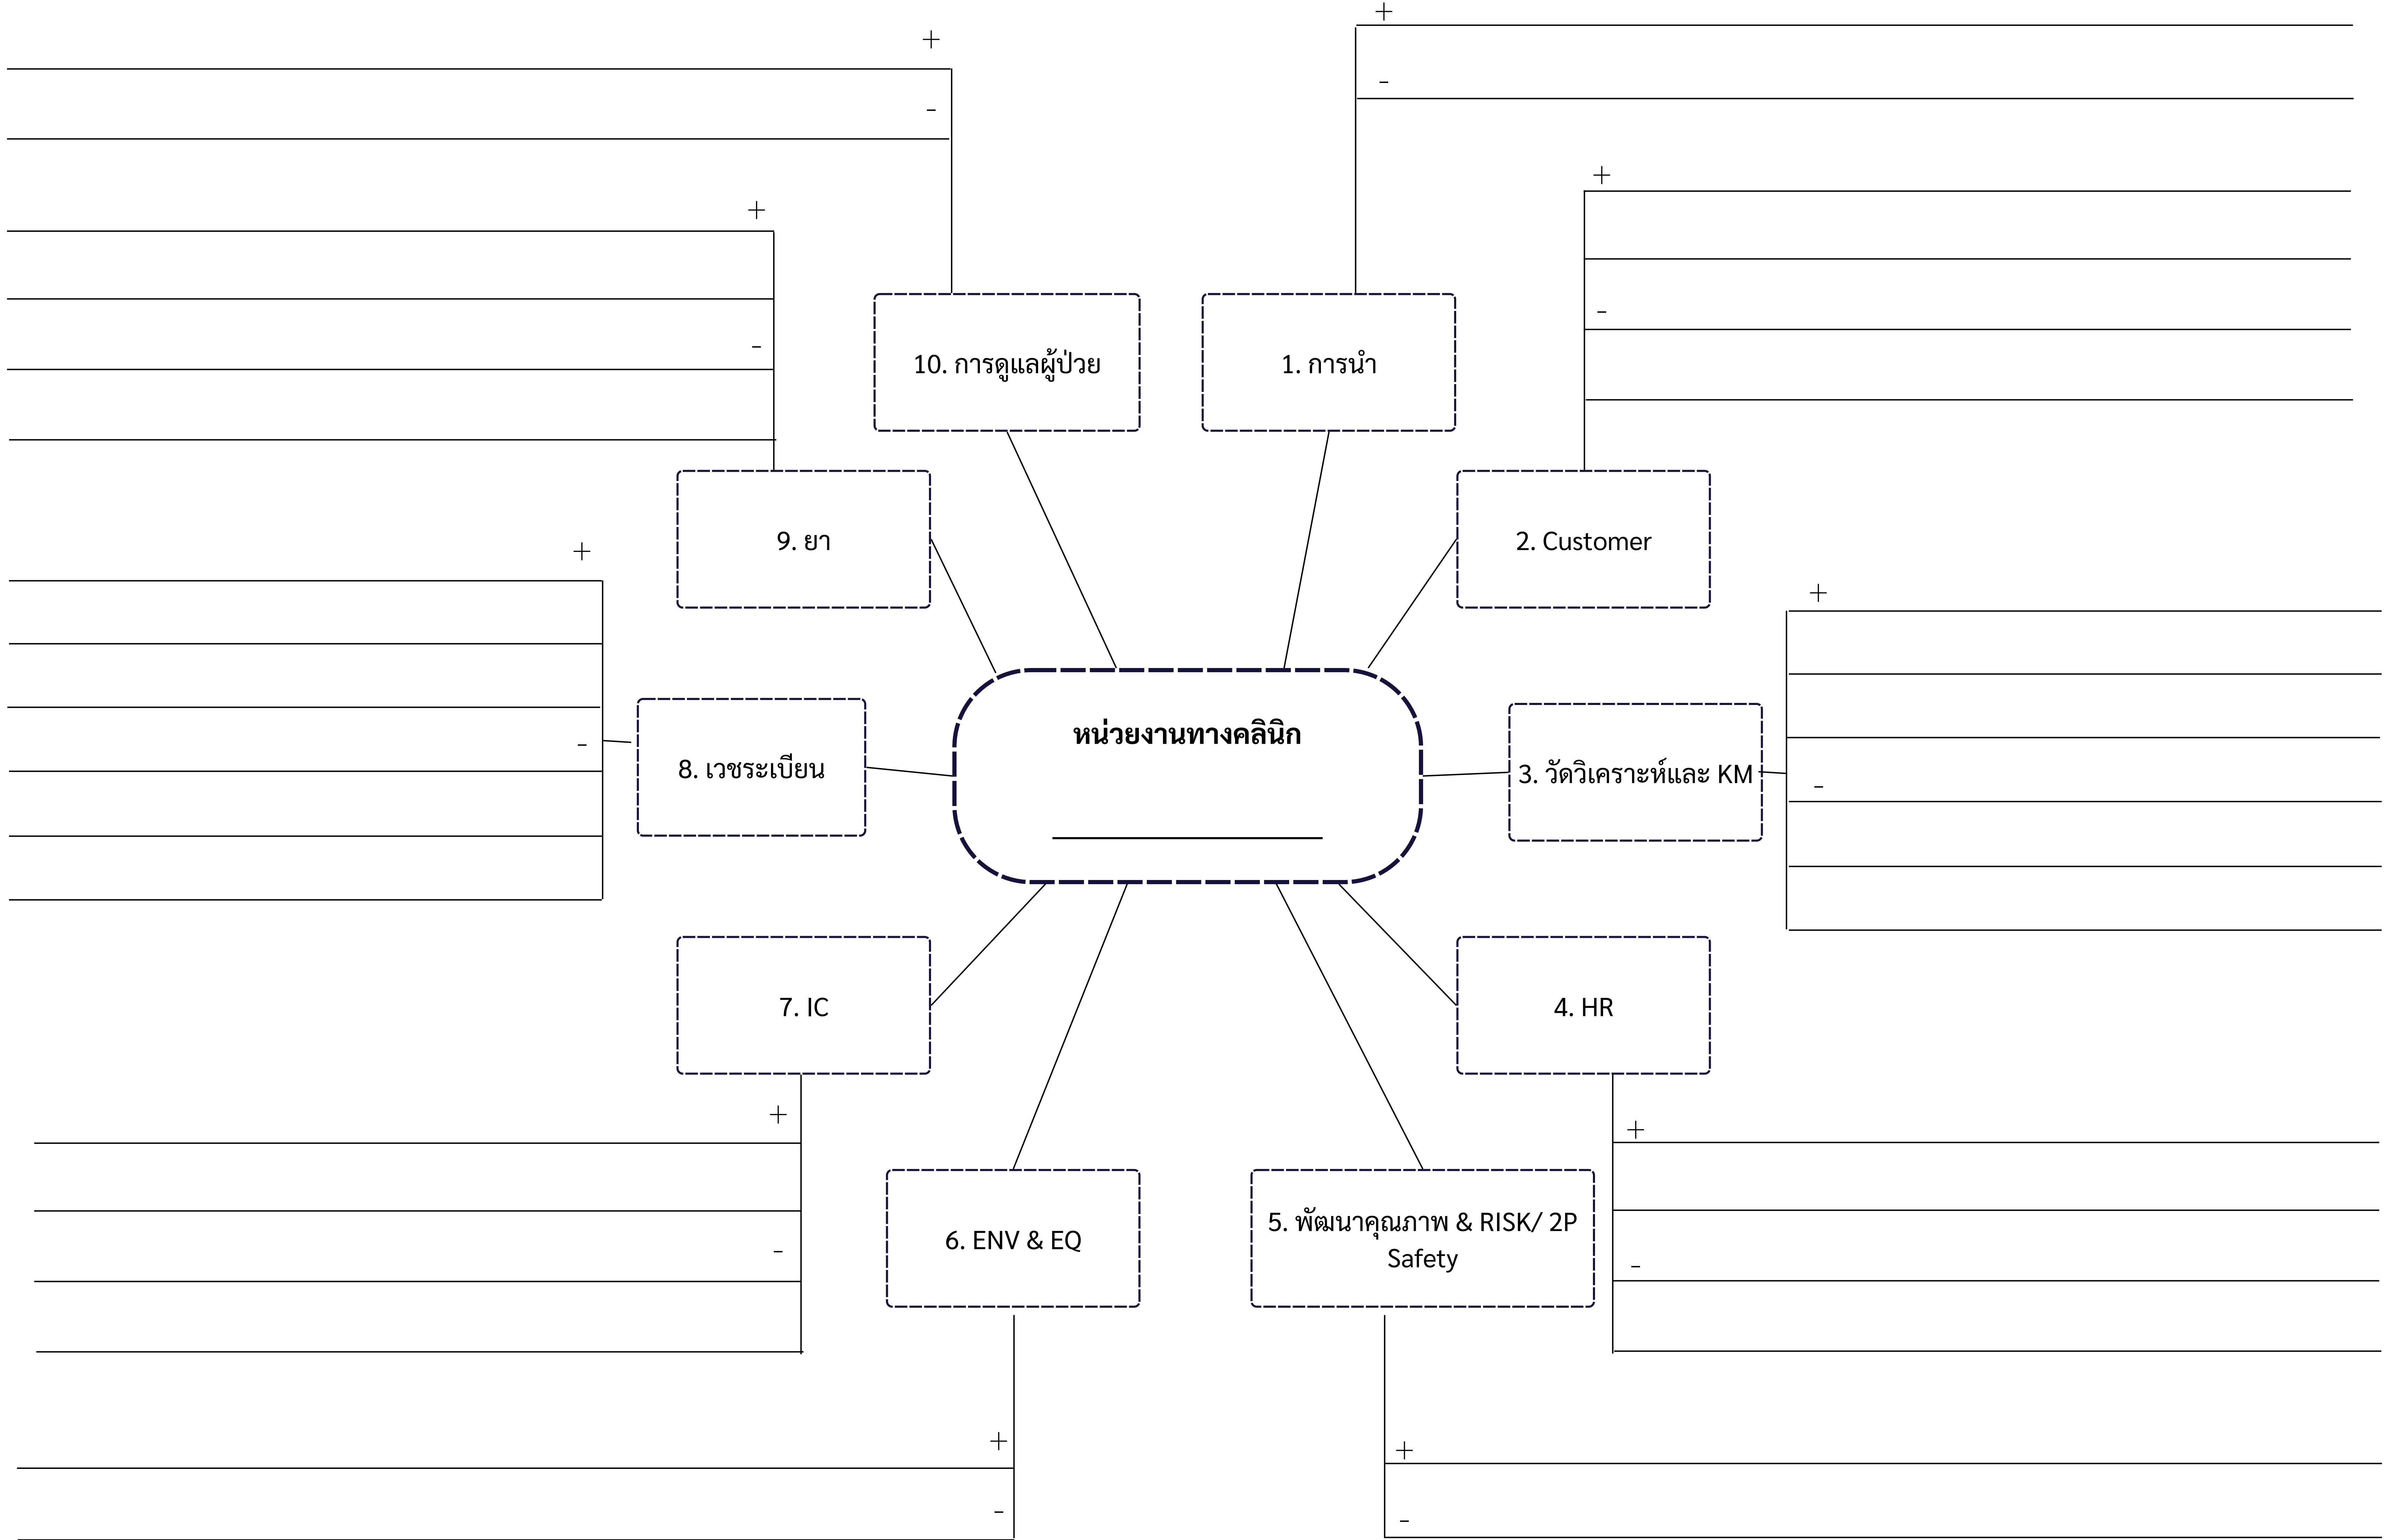 +
-
+
-
+
-
+
-
10. การดูแลผู้ป่วย
1. การนำ
9. ยา
2. Customer
+
-
+
-
หน่วยงานทางคลินิก
8. เวชระเบียน
3. วัดวิเคราะห์และ KM
7. IC
4. HR
+
-
+
-
6. ENV & EQ
5. พัฒนาคุณภาพ & RISK/ 2P
Safety
+
-
+
-